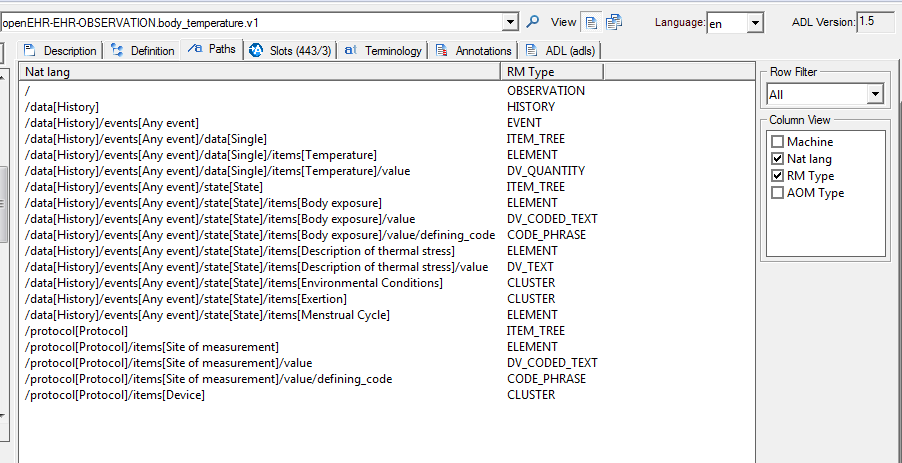 openEHR-EHR-OBSERVATION.body_temperature.v1 View Language: en ADL Version: 1.5
Description Definition Paths Slots (443/3) Terminology Annotations ADL (adls)
Nat lang RM Type
/ OBSERVATION
/data[History] HISTORY
/data[History]/events[Any event] EVENT
/data[History]/events[Any event]/data[Single] ITEM_TREE
/data[History]/events[Any event]/data[Single]/items[Temperature] ELEMENT
/data[History]/events[Any event]/data[Single]/items[Temperature]/value DV_QUANTITY
/data[History]/events[Any event]/state[State] ITEM_TREE
/data[History]/events[Any event]/state[State]/items[Body exposure] ELEMENT
/data[History]/events[Any event]/state[State]/items[Body exposure]/value DV_CODED_TEXT
/data[History]/events[Any event]/state[State]/items[Body exposure]/value/defining_code CODE_PHRASE
/data[History]/events[Any event]/state[State]/items[Description of thermal stress] ELEMENT
/data[History]/events[Any event]/state[State]/items[Description of thermal stress]/value DV_TEXT
/data[History]/events[Any event]/state[State]/items[Environmental Conditions] CLUSTER
/data[History]/events[Any event]/state[State]/items[Exertion] CLUSTER
/data[History]/events[Any event]/state[State]/items[Menstrual Cycle] ELEMENT
/protocol[Protocol] ITEM_TREE
/protocol[Protocol]/items[Site of measurement] ELEMENT
/protocol[Protocol]/items[Site of measurement]/value DV_CODED_TEXT
/protocol[Protocol]/items[Site of measurement]/value/defining_code CODE_PHRASE
/protocol[Protocol]/items[Device] CLUSTER
Row Filter
All
Column View
Machine
Nat lang
RM Type
AOM Type